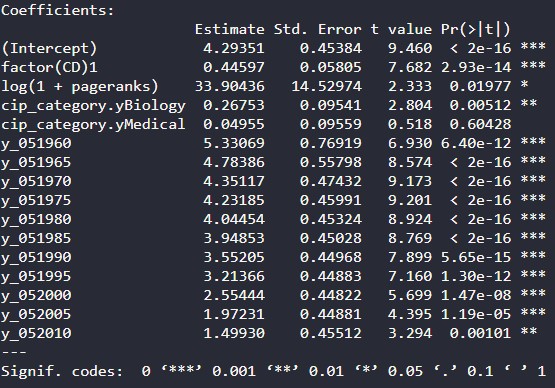 Coefficients:
Estimate Std. Error t value Pr(>|t|)
(Intercept) 4.29351 0.45384 9.460 < 2e-16 ***
factor(CD)1 0.44597 0.05805 7.682 2.93e-14 ***
log(1 + pageranks) 33.90436 14.52974 2.333 0.01977 *
cip_category.yBiology 0.26753 0.09541 2.804 0.00512 **
cip_category.yMedical 0.04955 0.09559 0.518 0.60428
y_051960 5.33069 0.76919 6.930 6.40e-12 ***
y_051965 4.78386 0.55798 8.574 < 2e-16 ***
y_051970 4.35117 0.47432 9.173 < 2e-16 ***
y_051975 4.23185 0.45991 9.201 < 2e-16 ***
y_051980 4.04454 0.45324 8.924 < 2e-16 ***
y_051985 3.94853 0.45028 8.769 < 2e-16 ***
y_051990 3.55205 0.44968 7.899 5.65e-15 ***
y_051995 3.21366 0.44883 7.160 1.30e-12 ***
y_052000 2.55444 0.44822 5.699 1.47e-08 ***
y_052005 1.97231 0.44881 4.395 1.19e-05 ***
y_052010 1.49930 0.45512 3.294 0.00101 **
---
Signif. codes: 0 ‘***’ 0.001 ‘**’ 0.01 ‘*’ 0.05 ‘.’ 0.1 ‘ ’ 1